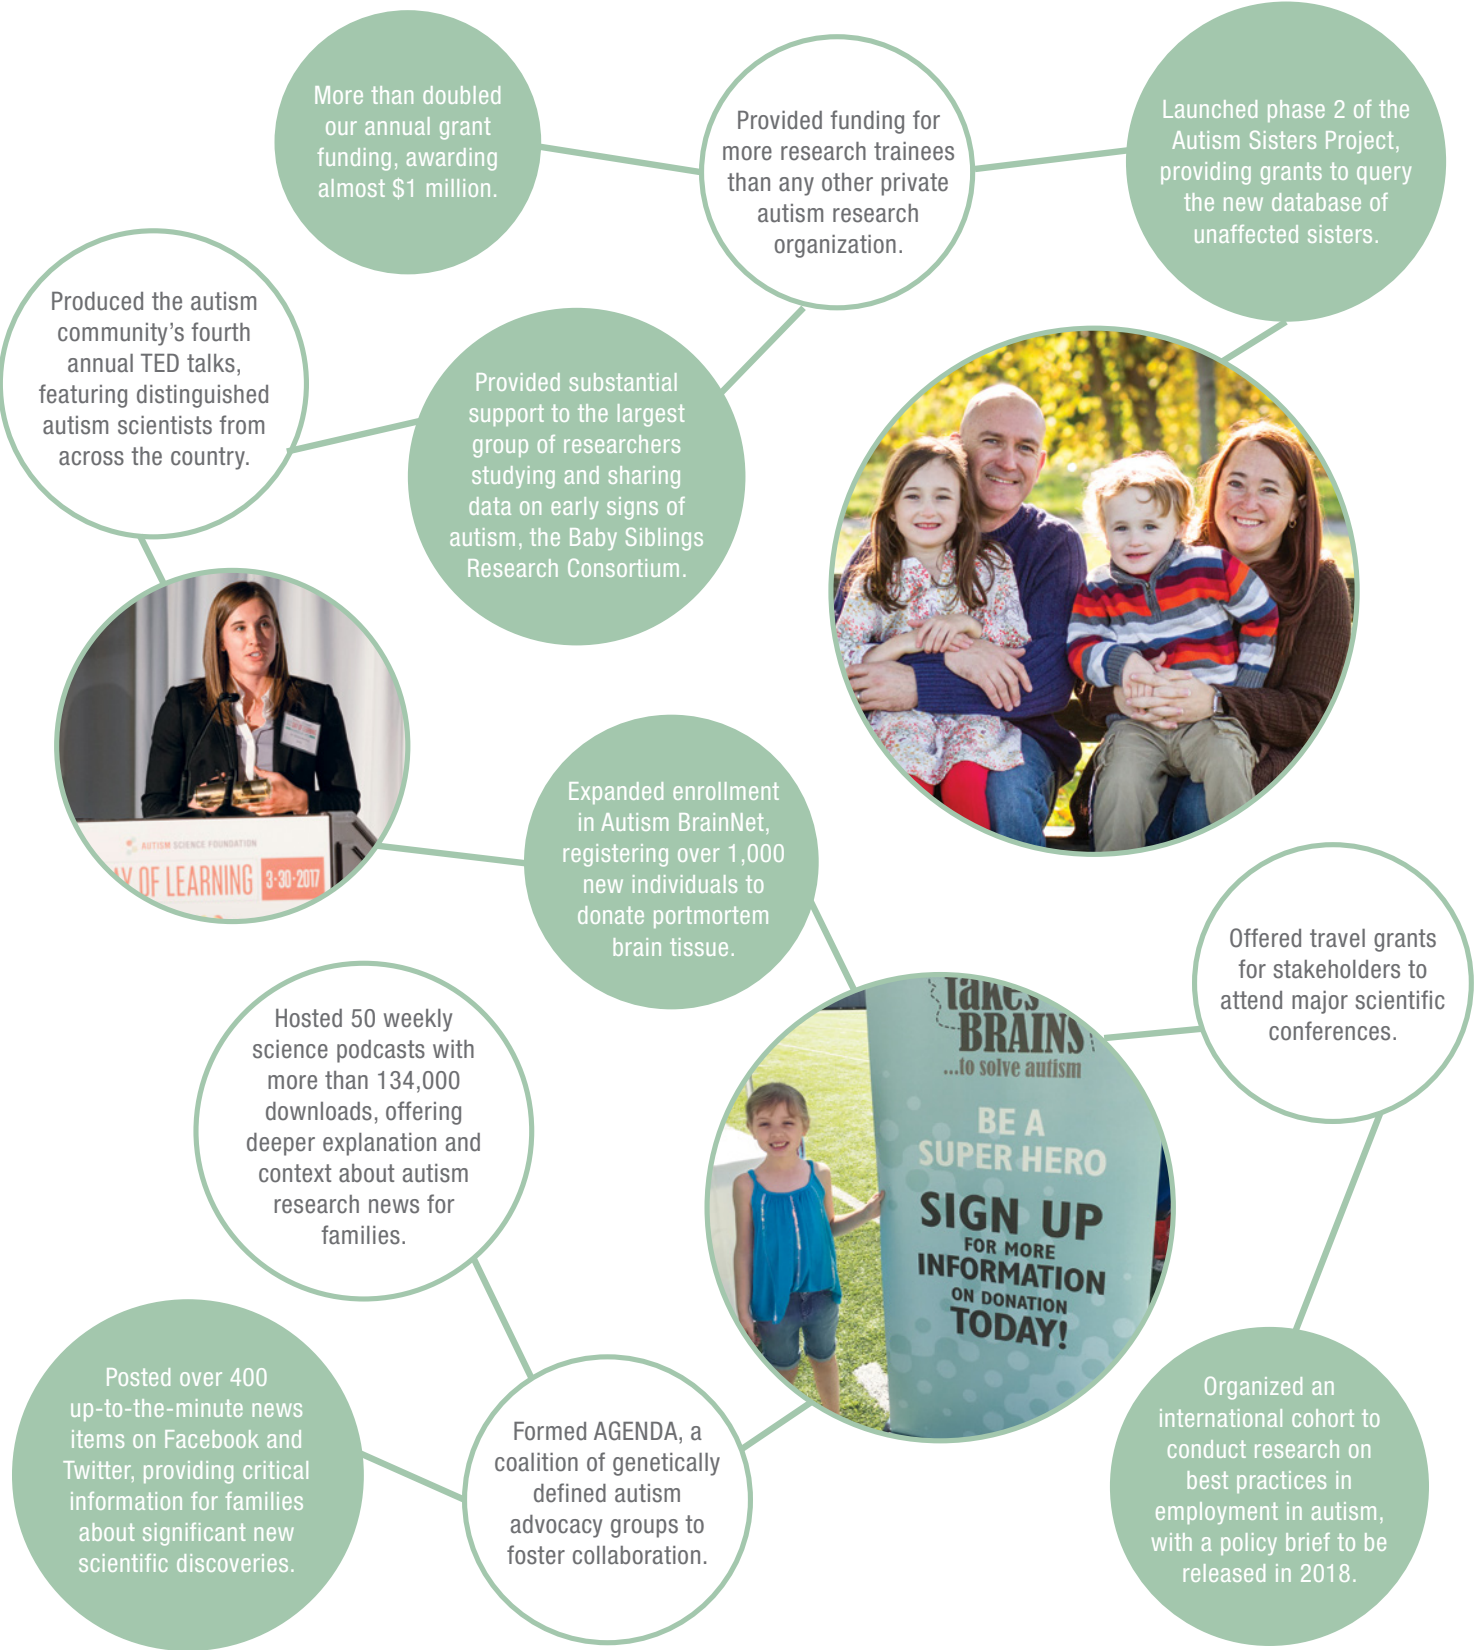 More than doubled
our annual grant
funding, awarding
almost $1 million.
Provided funding for
more research trainees
than any other private
autism research
organization.
Launched phase 2 of the
Autism Sisters Project,
providing grants to query
the new database of
unaffected sisters.
Produced the autism
community’s fourth
annual TED talks,
featuring distinguished
autism scientists from
across the country.
Provided substantial
support to the largest
group of researchers
studying and sharing
data on early signs of
autism, the Baby Siblings
Research Consortium.
AUTISM SCIENCE FOUNDATION
OF LEARNING
3-30-2017
Expanded enrollment
in Autism BrainNet,
registering over 1,000
new individuals to
donate portmortem
brain tissue.
Offered travel grants
for stakeholders to
attend major scientific
conferences.
Hosted 50 weekly
science podcasts with
more than 134,000
downloads, offering
deeper explanation and
context about autism
research news for
families.
Takes
BRAINS
...to solve autism
BE A
SUPER HERO
SIGN UP
FOR MORE
INFORMATION
ON DONATION
TODAY!
Posted over 400
up-to-the-minute news
items on Facebook and
Twitter, providing critical
information for families
about significant new
scientific discoveries.
Formed AGENDA, a
coalition of genetically
defined autism
advocacy groups to
foster collaboration.
Organized an
international cohort to
conduct research on
best practices in
employment in autism,
with a policy brief to be
released in 2018.